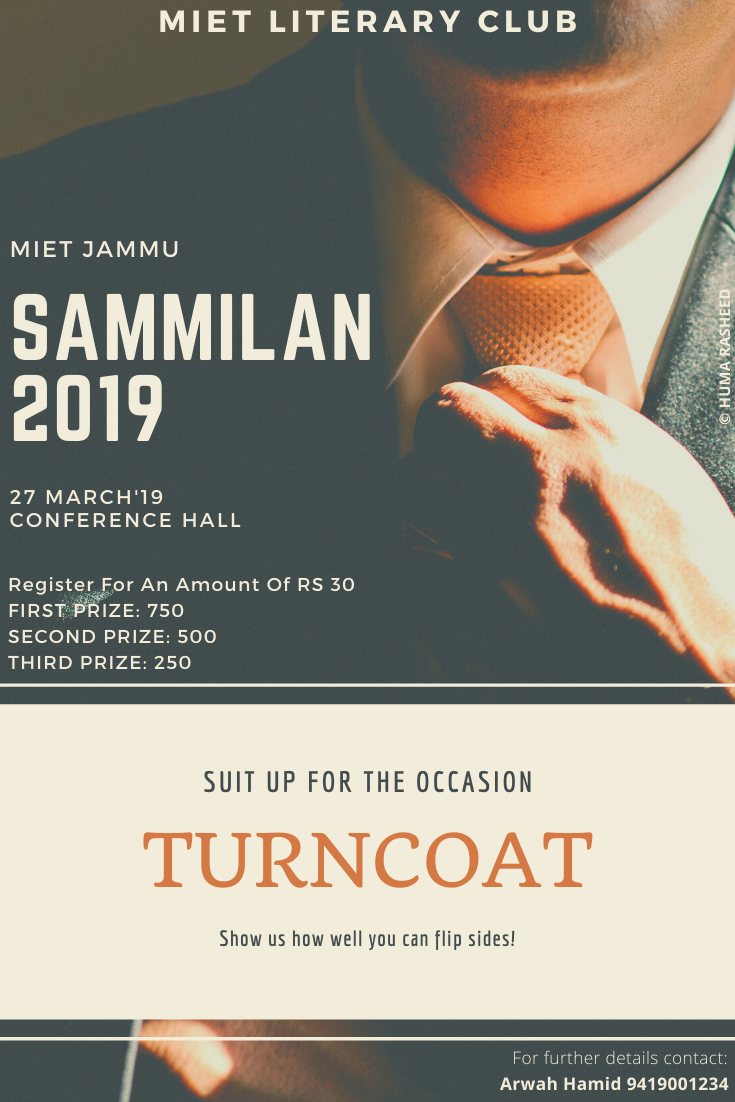 MIET LITERARY CLUB
MIET JAMMU
SAMMILAN
2019
© HUMA RASHEED
27 MARCH'19
CONFERENCE HALL
Register For An Amount Of RS 30
FIRST PRIZE: 750
SECOND PRIZE: 500
THIRD PRIZE: 250
SUIT UP FOR THE OCCASION
TURNCOAT
Show us how well you can flip sides!
For further details contact:
Arwah Hamid 9419001234